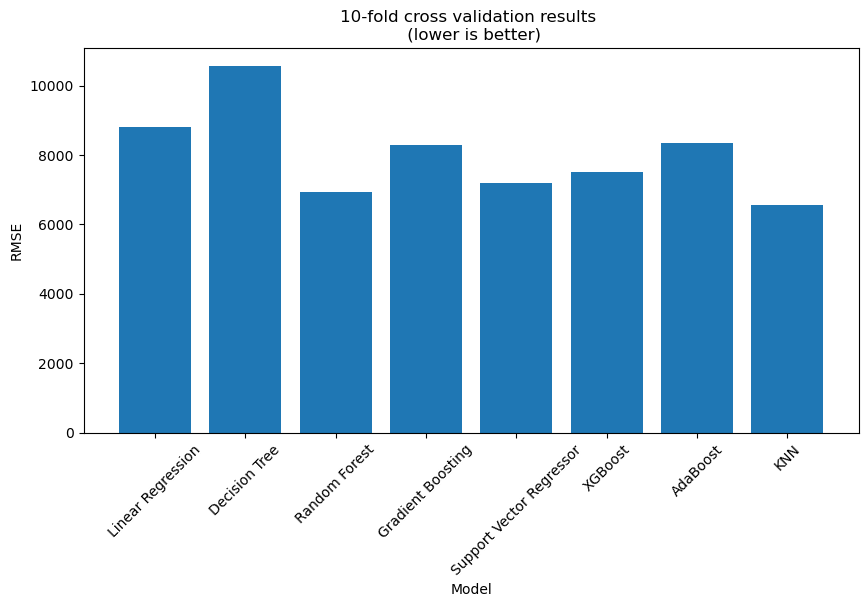 10-fold cross validation results
(lower is better)
RMSE
10000
8000
6000
4000
2000
0
Linear Regression
Decision Tree
Random Forest
Gradient Boosting
Support Vector Regressor
XGBoost
AdaBoost
KNN
Model